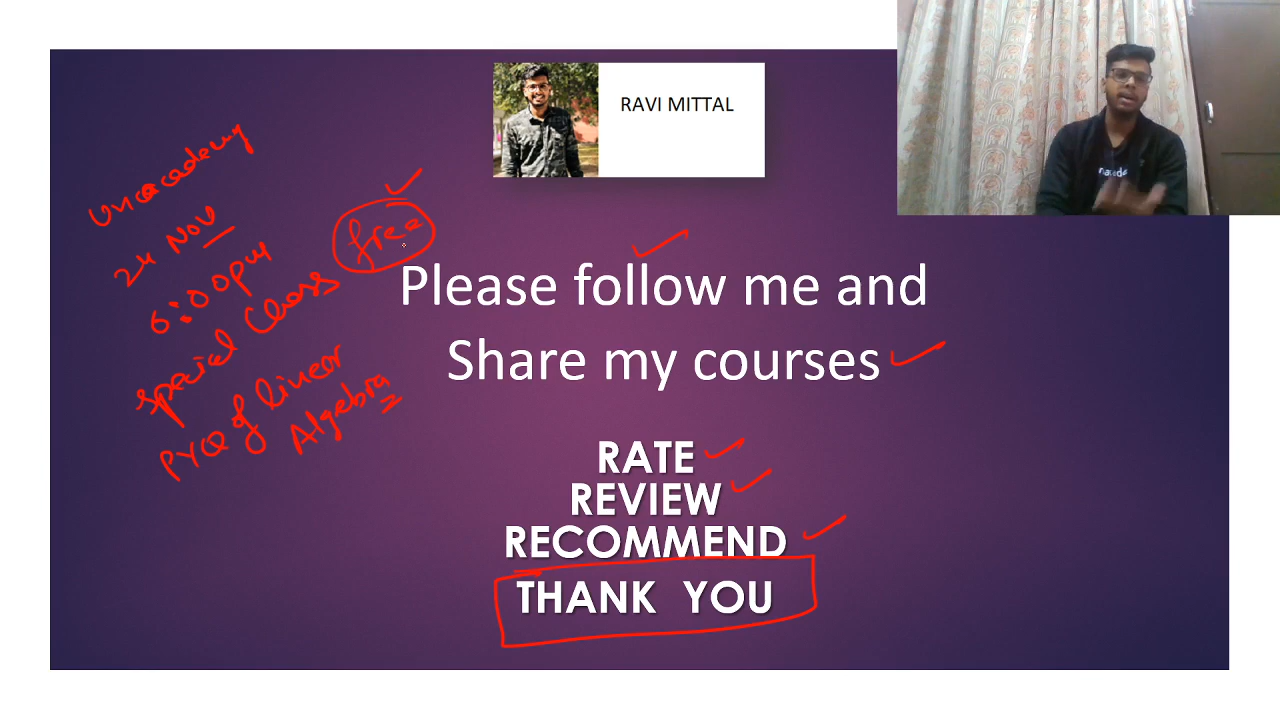 RAVI MITTAL
Unacademy
24 Nov
6:00pm
Special Class free
PYQ of linear
Algebra
Please follow me and
Share my courses
RATE
REVIEW
RECOMMEND
THANK YOU